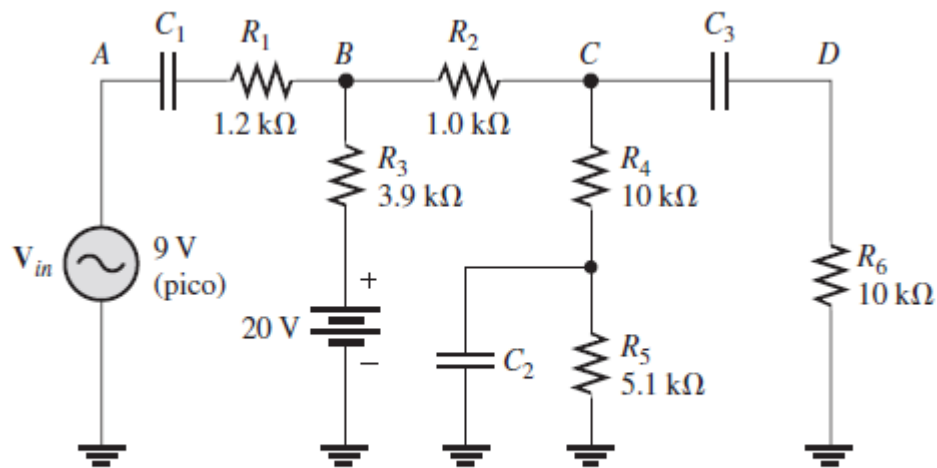 C₁
R₁
R₂
C₃
A
B
C
D
1.2 kΩ
1.0 kΩ
R₃
3.9 kΩ
R₄
10 kΩ
Vᵢₙ
9 V
(pico)
R₆
10 kΩ
+
20 V
−
C₂
R₅
5.1 kΩ